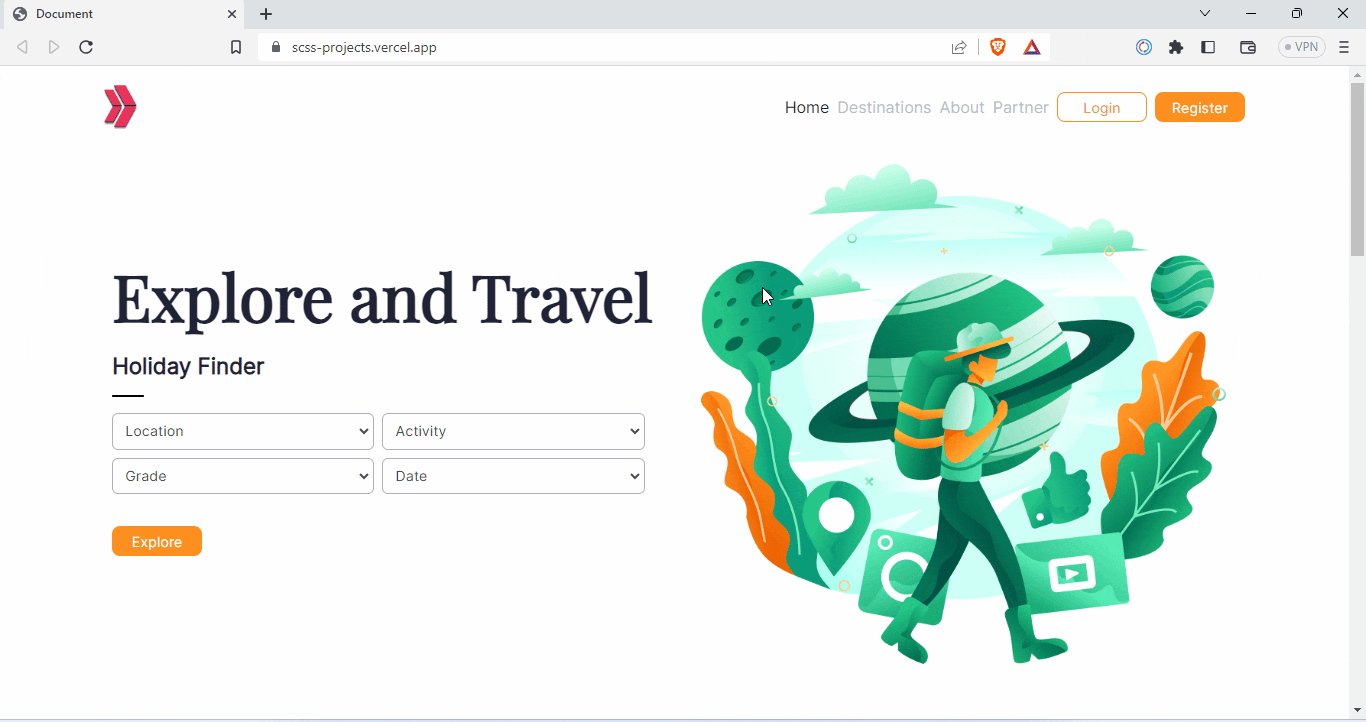 Document
scss-projects.vercel.app
VPN
Home Destinations About Partner Login Register
Explore and Travel
Holiday Finder
Location Activity
Grade Date
Explore